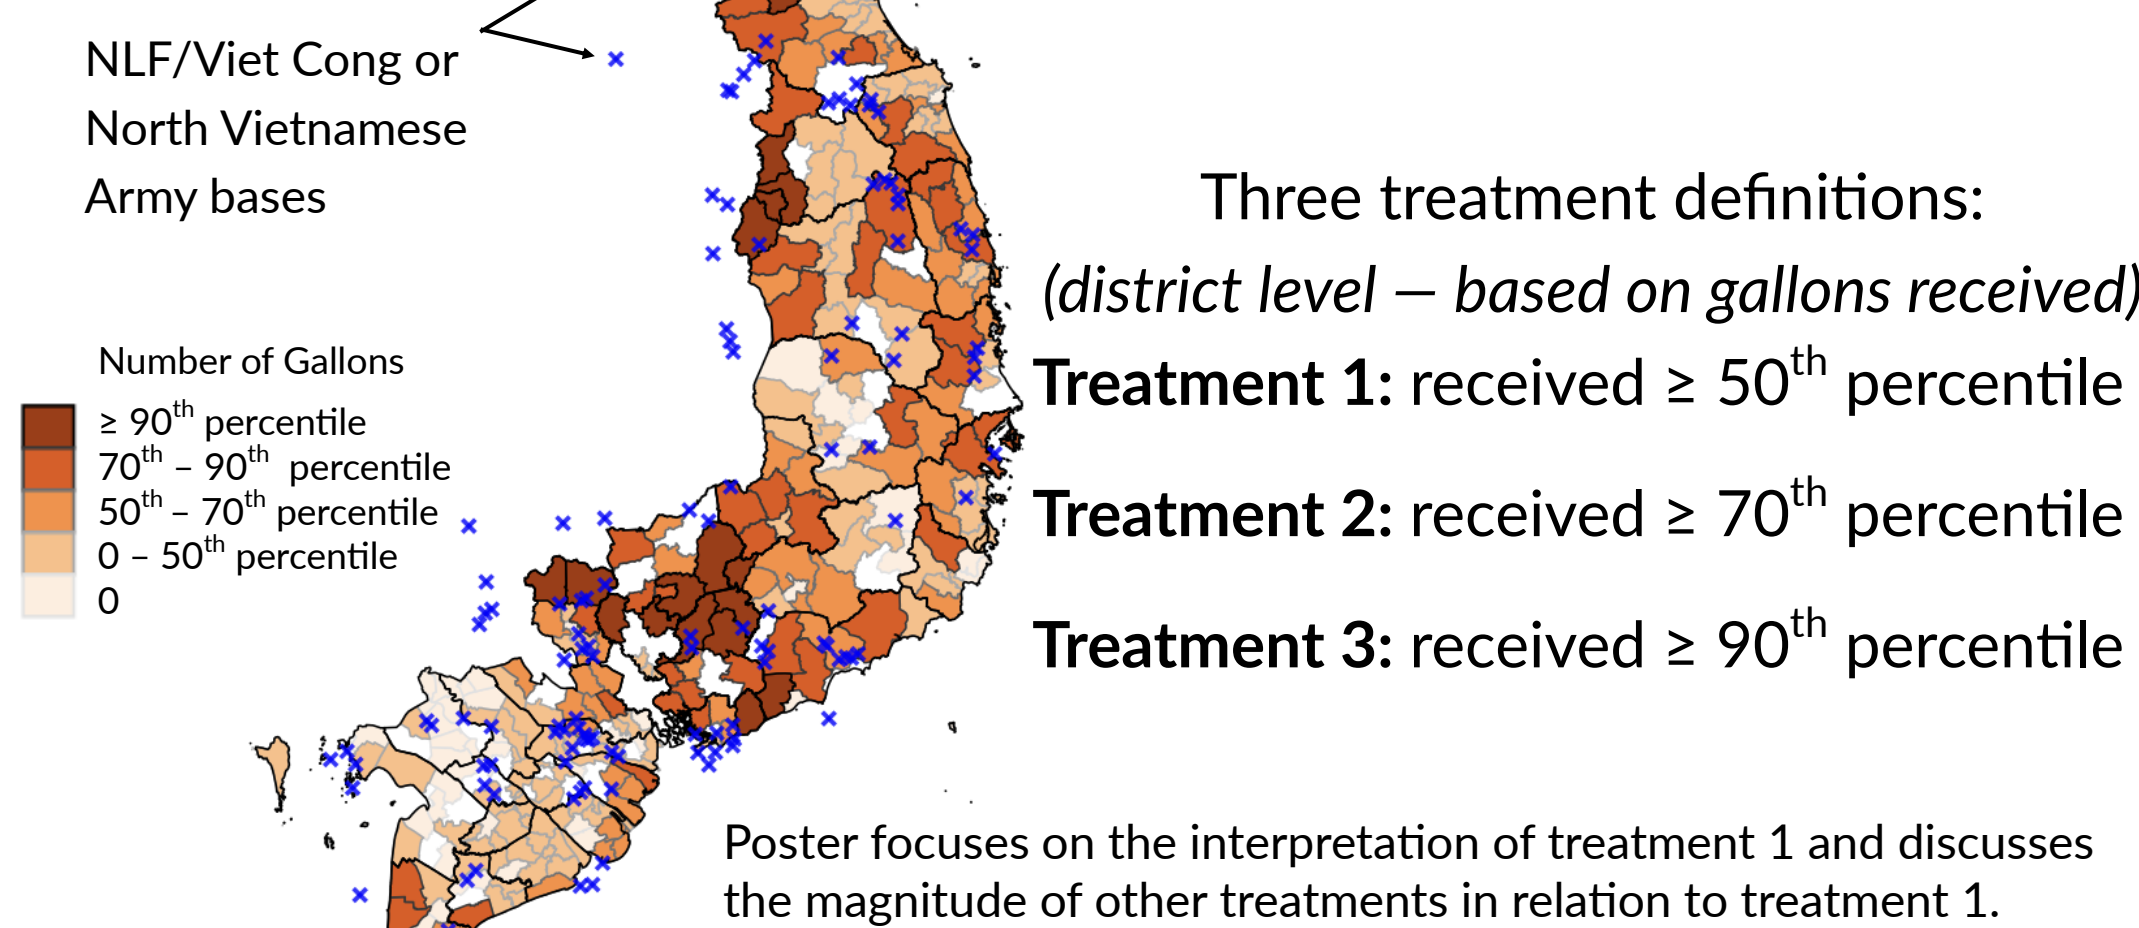 NLF/Viet Cong or
North Vietnamese
Army bases
Number of Gallons
≥ 90th percentile
70th – 90th percentile
50th – 70th percentile
0 – 50th percentile
0
Three treatment definitions:
(district level — based on gallons received)
Treatment 1: received ≥ 50th percentile
Treatment 2: received ≥ 70th percentile
Treatment 3: received ≥ 90th percentile
Poster focuses on the interpretation of treatment 1 and discusses
the magnitude of other treatments in relation to treatment 1.